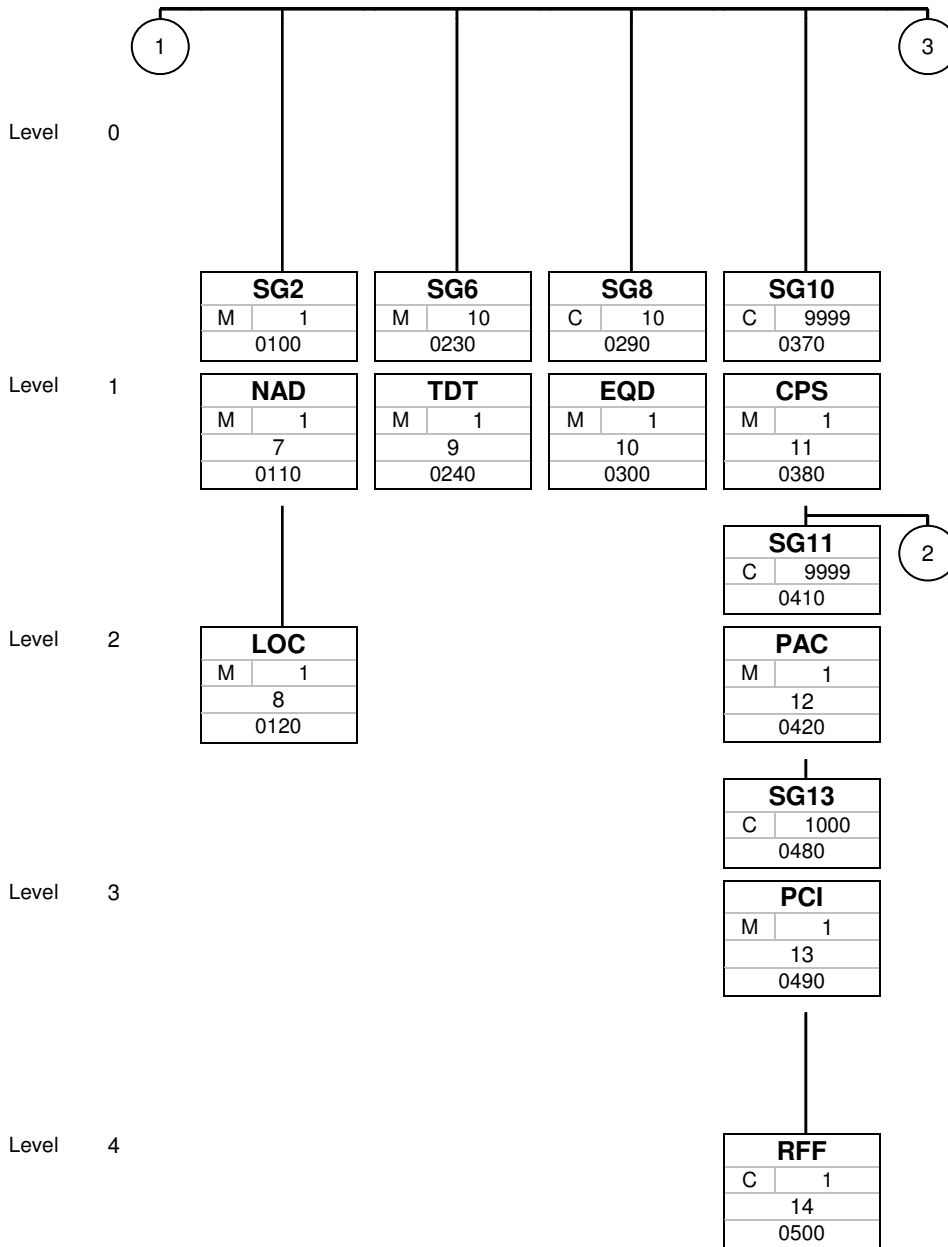 1
3
Level 0
SG2 SG6 SG8 SG10
M 1 M 10 C 10 C 9999
0100 0230 0290 0370
Level 1
NAD TDT EQD CPS
M 1 M 1 M 1 M 1
7 9 10 11
0110 0240 0300 0380
SG11
C 9999
0410
2
Level 2
LOC PAC
M 1 M 1
8 12
0120 0420
SG13
C 1000
0480
Level 3
PCI
M 1
13
0490
Level 4
RFF
C 1
14
0500